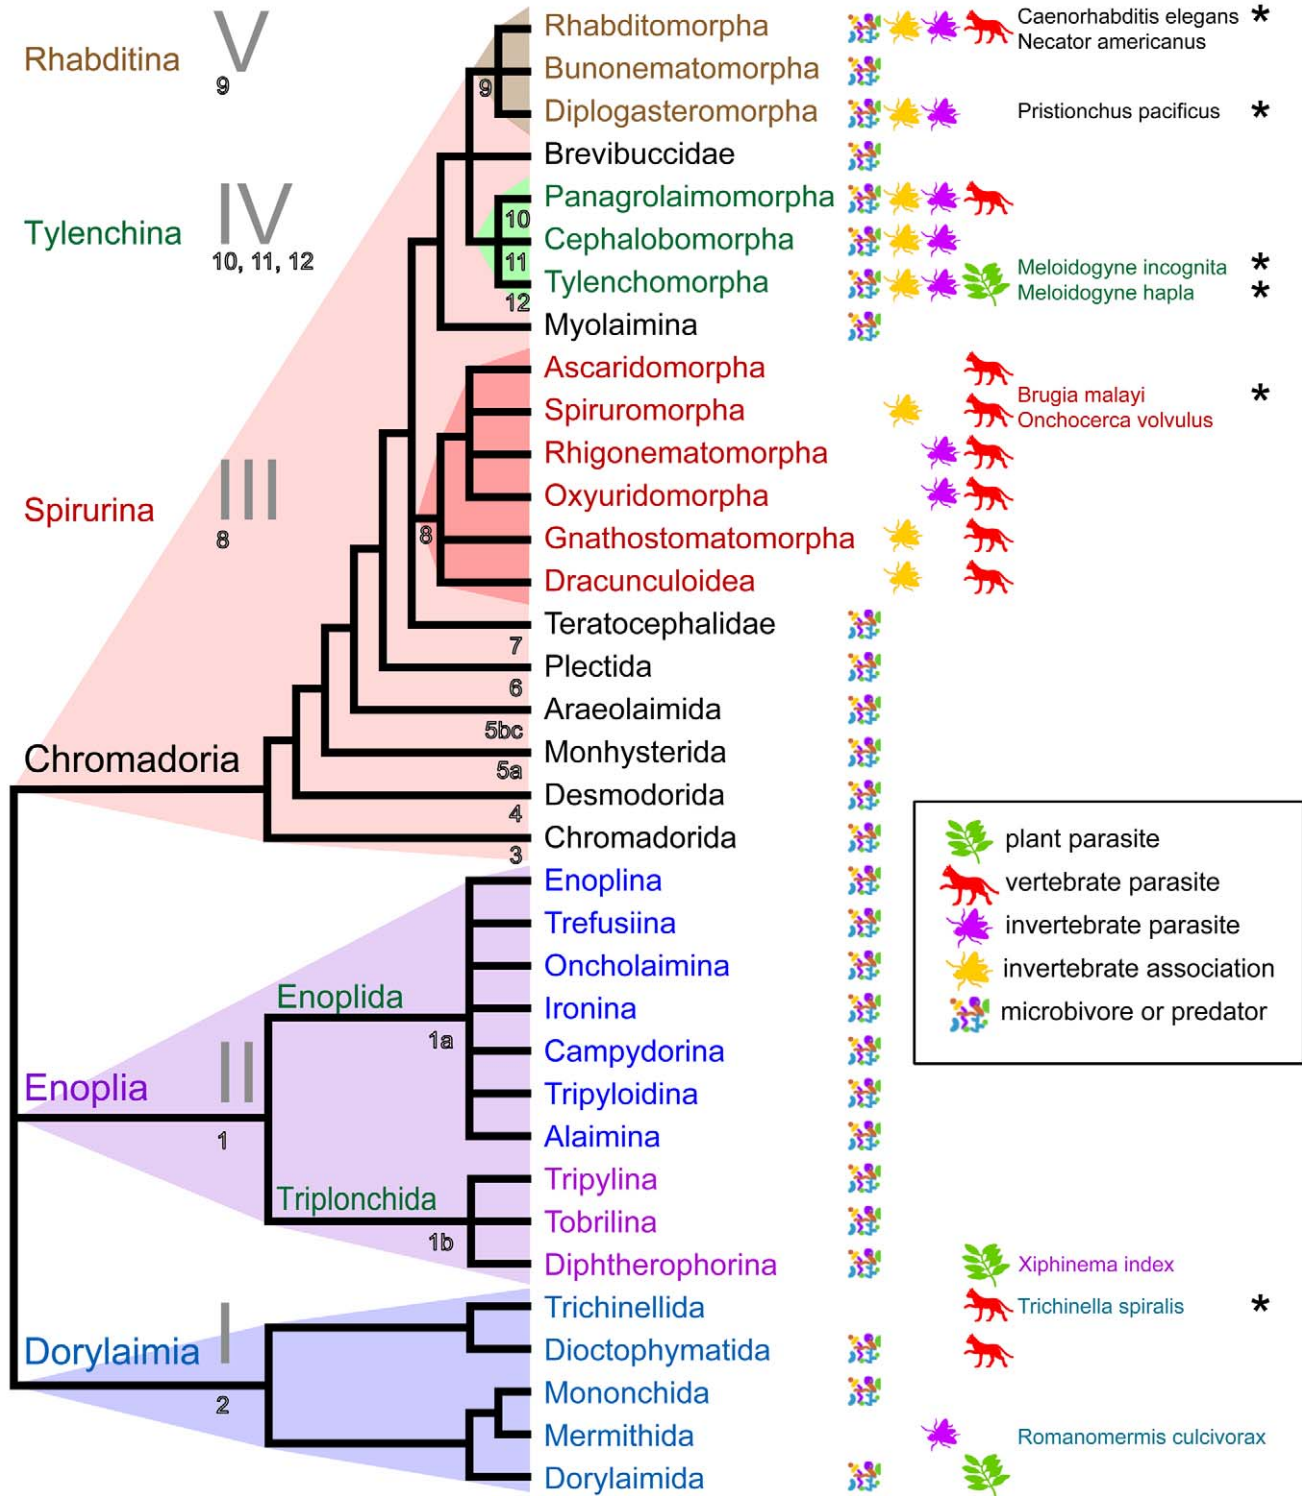 Rhabditina
V
9
Tylenchina
IV
10, 11, 12
Spirurina
III
8
Chromadoria
Enoplia
II
1
Enoplida
1a
Triplonchida
1b
Dorylaimia
I
2
9
10
11
12
8
7
6
5bc
5a
4
3
Rhabditomorpha
Caenorhabditis elegans *
Necator americanus
Bunonematomorpha
Diplogasteromorpha
Pristionchus pacificus *
Brevibuccidae
Panagrolaimomorpha
Cephalobomorpha
Tylenchomorpha
Meloidogyne incognita *
Meloidogyne hapla *
Myolaimina
Ascaridomorpha
Spiruromorpha
Brugia malayi *
Onchocerca volvulus
Rhigonematomorpha
Oxyuridomorpha
Gnathostomatomorpha
Dracunculoidea
Teratocephalidae
Plectida
Araeolaimida
Monhysterida
Desmodorida
Chromadorida
Enoplina
Trefusiina
Oncholaimina
Ironina
Campydorina
Tripyloidina
Alaimina
Tripylina
Tobrilina
Diphtherophorina
Xiphinema index
Trichinellida
Trichinella spiralis *
Dioctophymatida
Mononchida
Mermithida
Romanomermis culcivorax
Dorylaimida
plant parasite
vertebrate parasite
invertebrate parasite
invertebrate association
microbivore or predator